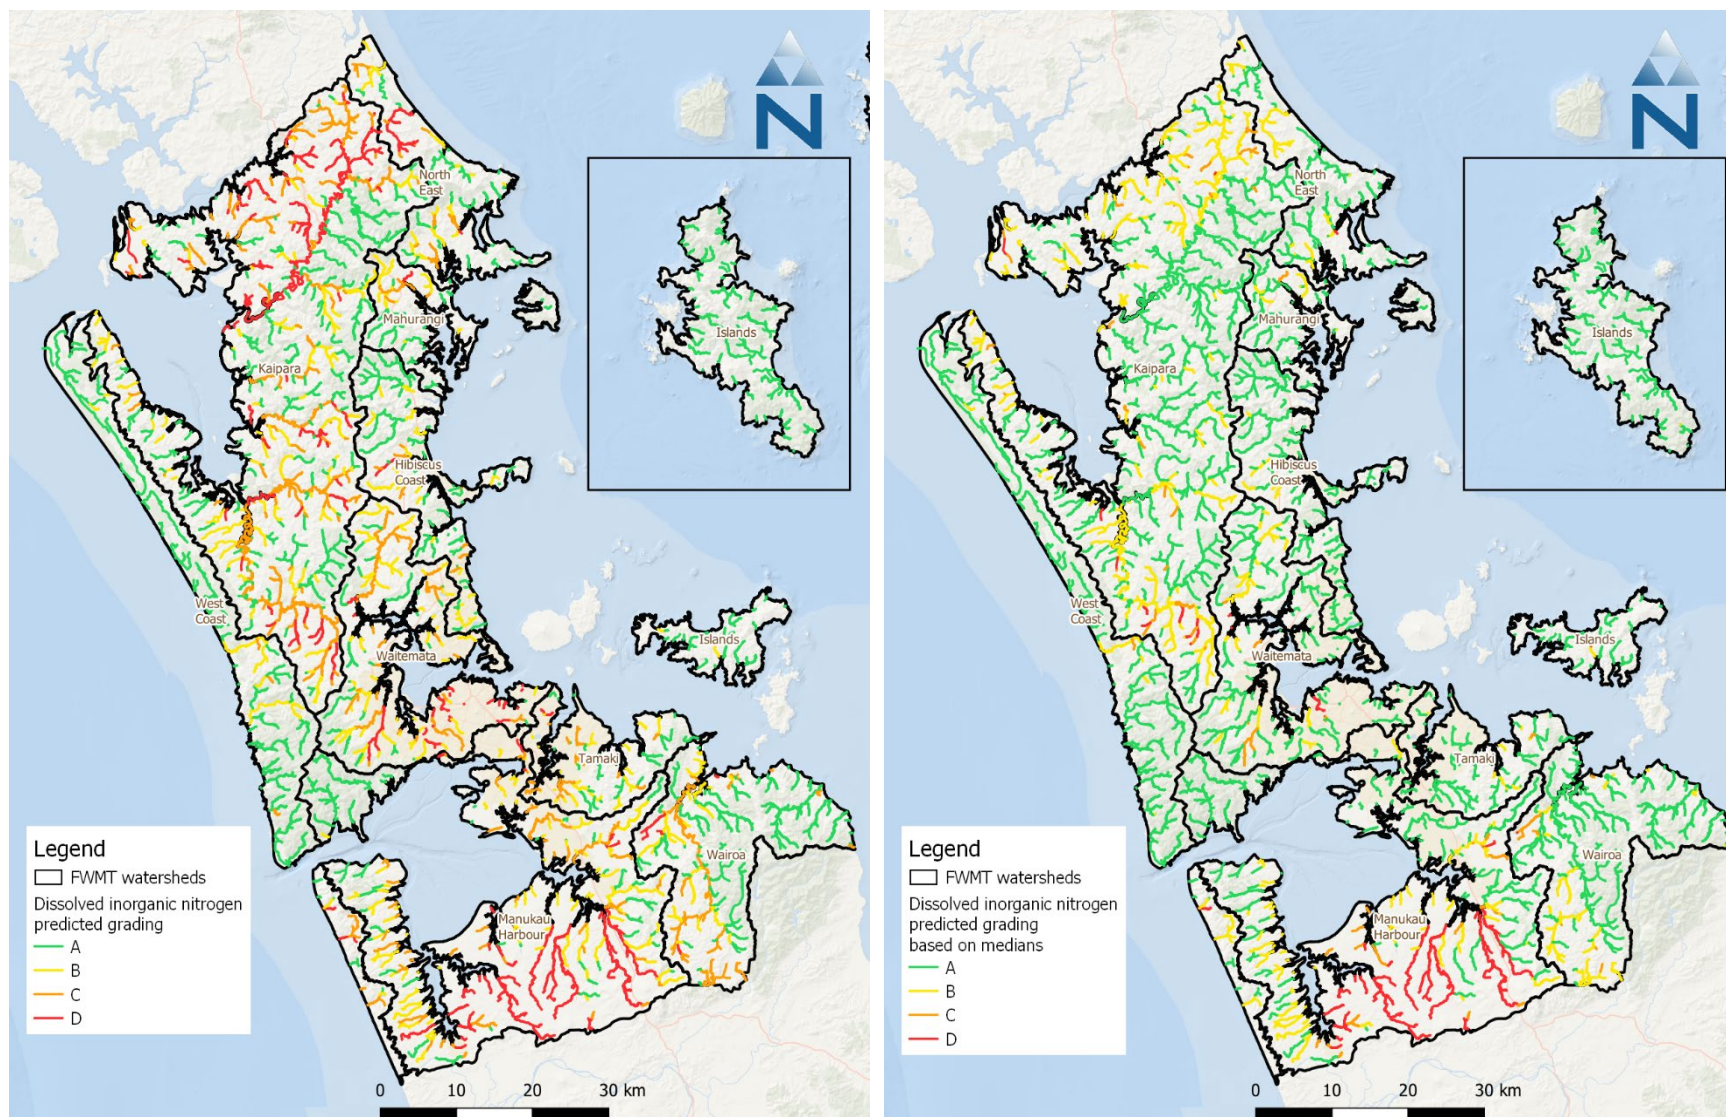 N
North
East
Mahurangi
Islands
Kaipara
Hibiscus
Coast
West
Coast
Waitemata
Islands
Tamaki
Wairoa
Manukau
Harbour
Legend
FWMT watersheds
Dissolved inorganic nitrogen
predicted grading
A
B
C
D
0 10 20 30 km
N
North
East
Mahurangi
Islands
Kaipara
Hibiscus
Coast
West
Coast
Waitemata
Islands
Tamaki
Wairoa
Manukau
Harbour
Legend
FWMT watersheds
Dissolved inorganic nitrogen
predicted grading
based on medians
A
B
C
D
0 10 20 30 km